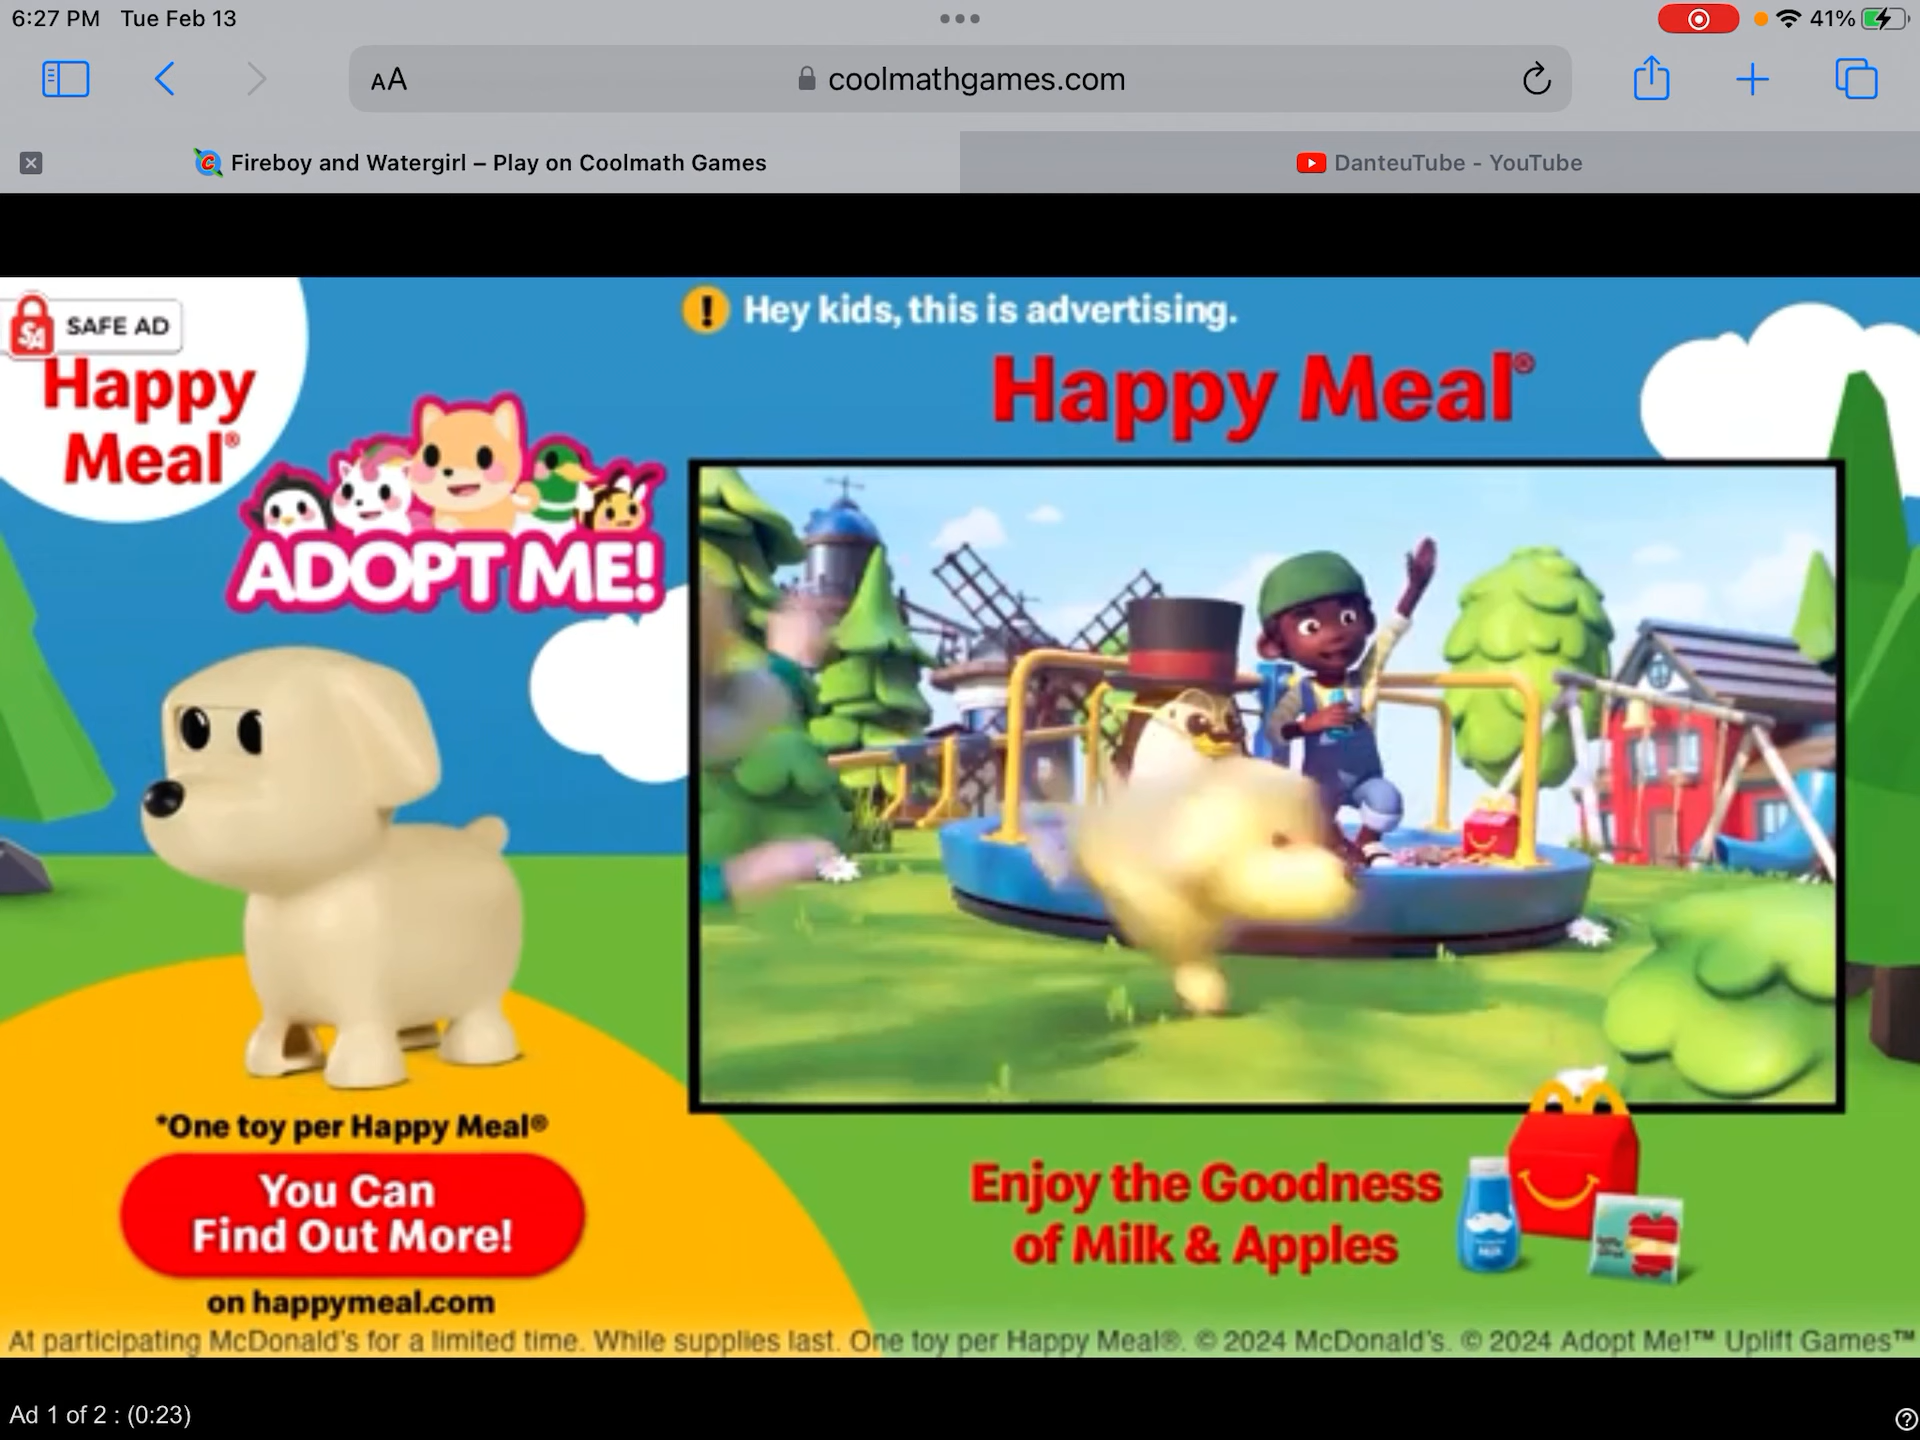 6:27 PM Tue Feb 13
41%
AA
coolmathgames.com
Fireboy and Watergirl – Play on Coolmath Games
DanteuTube - YouTube
SA SAFE AD
Happy
Meal®
ADOPT ME!
! Hey kids, this is advertising.
Happy Meal®
*One toy per Happy Meal®
You Can
Find Out More!
on happymeal.com
Enjoy the Goodness
of Milk & Apples
At participating McDonald's for a limited time. While supplies last. One toy per Happy Meal®. © 2024 McDonald's. © 2024 Adopt Me!™ Uplift Games™
Ad 1 of 2 : (0:23)